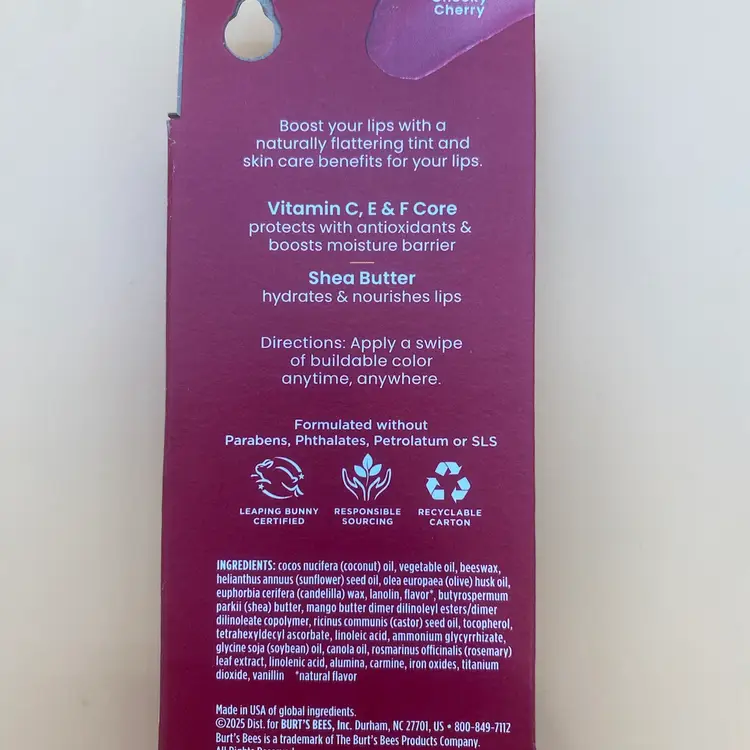 Cheeky
Cherry
Boost your lips with a
naturally flattering tint and
skin care benefits for your lips.
Vitamin C, E & F Core
protects with antioxidants &
boosts moisture barrier
Shea Butter
hydrates & nourishes lips
Directions: Apply a swipe
of buildable color
anytime, anywhere.
Formulated without
Parabens, Phthalates, Petrolatum or SLS
LEAPING BUNNY
CERTIFIED
RESPONSIBLE
SOURCING
RECYCLABLE
CARTON
INGREDIENTS: cocos nucifera (coconut) oil, vegetable oil, beeswax,
helianthus annuus (sunflower) seed oil, olea europaea (olive) husk oil,
euphorbia cerifera (candelilla) wax, lanolin, flavor*, butyrospermum
parkii (shea) butter, mango butter dimer dilinoleyl esters/dimer
dilinoleate copolymer, ricinus communis (castor) seed oil, tocopherol,
tetrahexyldecyl ascorbate, linoleic acid, ammonium glycyrrhizate,
glycine soja (soybean) oil, canola oil, rosmarinus officinalis (rosemary)
leaf extract, linolenic acid, alumina, carmine, iron oxides, titanium
dioxide, vanillin *natural flavor
Made in USA of global ingredients.
©2025 Dist. for BURT'S BEES, Inc. Durham, NC 27701, US • 800-849-7112
Burt's Bees is a trademark of The Burt's Bees Products Company.
All Rights Reserved.